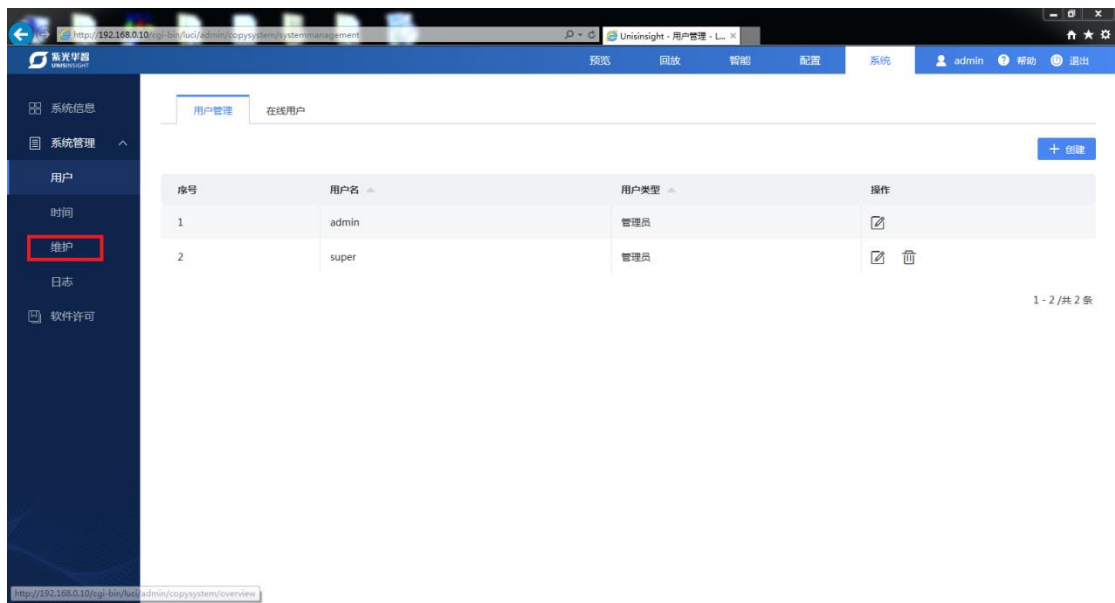 http://192.168.0.10/cgi-bin/luci/admin/copysystem/systemmanagement
Unisinsight - 用户管理 - L... ×
紫光华智
UNISINSIGHT
预览 回放 智能 配置 系统 admin 帮助 退出
系统信息
系统管理
用户
时间
维护
日志
软件许可
用户管理 在线用户
创建
序号 用户名 用户类型 操作
1 admin 管理员
2 super 管理员
1 - 2 /共 2 条
http://192.168.0.10/cgi-bin/luci/admin/copysystem/overview